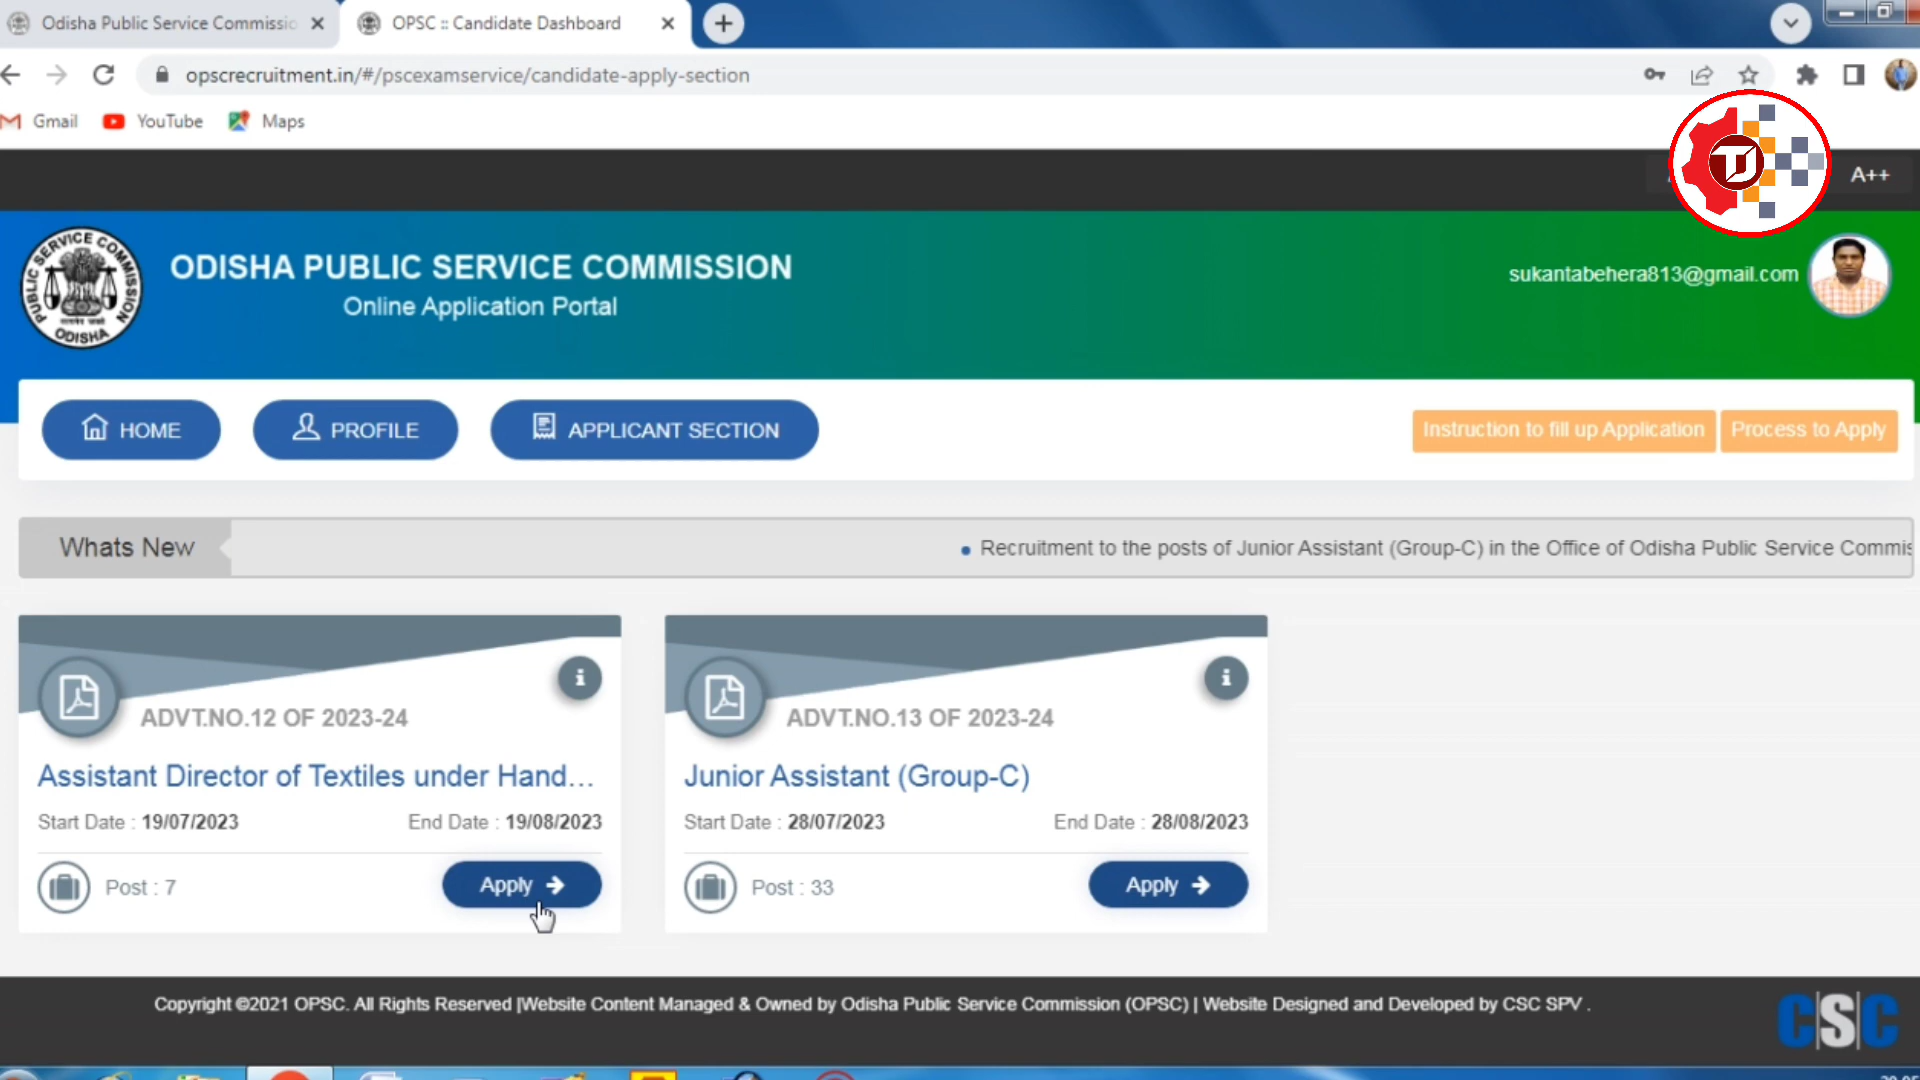 Odisha Public Service Commissio
OPSC :: Candidate Dashboard
opscrecruitment.in/#/pscexamservice/candidate-apply-section
Gmail YouTube Maps
A++
PUBLIC SERVICE COMMISSION
ODISHA
ODISHA PUBLIC SERVICE COMMISSION
Online Application Portal
sukantabehera813@gmail.com
HOME PROFILE APPLICANT SECTION
Instruction to fill up Application Process to Apply
Whats New
Recruitment to the posts of Junior Assistant (Group-C) in the Office of Odisha Public Service Commis
ADVT.NO.12 OF 2023-24
Assistant Director of Textiles under Hand...
Start Date : 19/07/2023 End Date : 19/08/2023
Post : 7 Apply
ADVT.NO.13 OF 2023-24
Junior Assistant (Group-C)
Start Date : 28/07/2023 End Date : 28/08/2023
Post : 33 Apply
Copyright ©2021 OPSC. All Rights Reserved |Website Content Managed & Owned by Odisha Public Service Commission (OPSC) | Website Designed and Developed by CSC SPV .
CSC